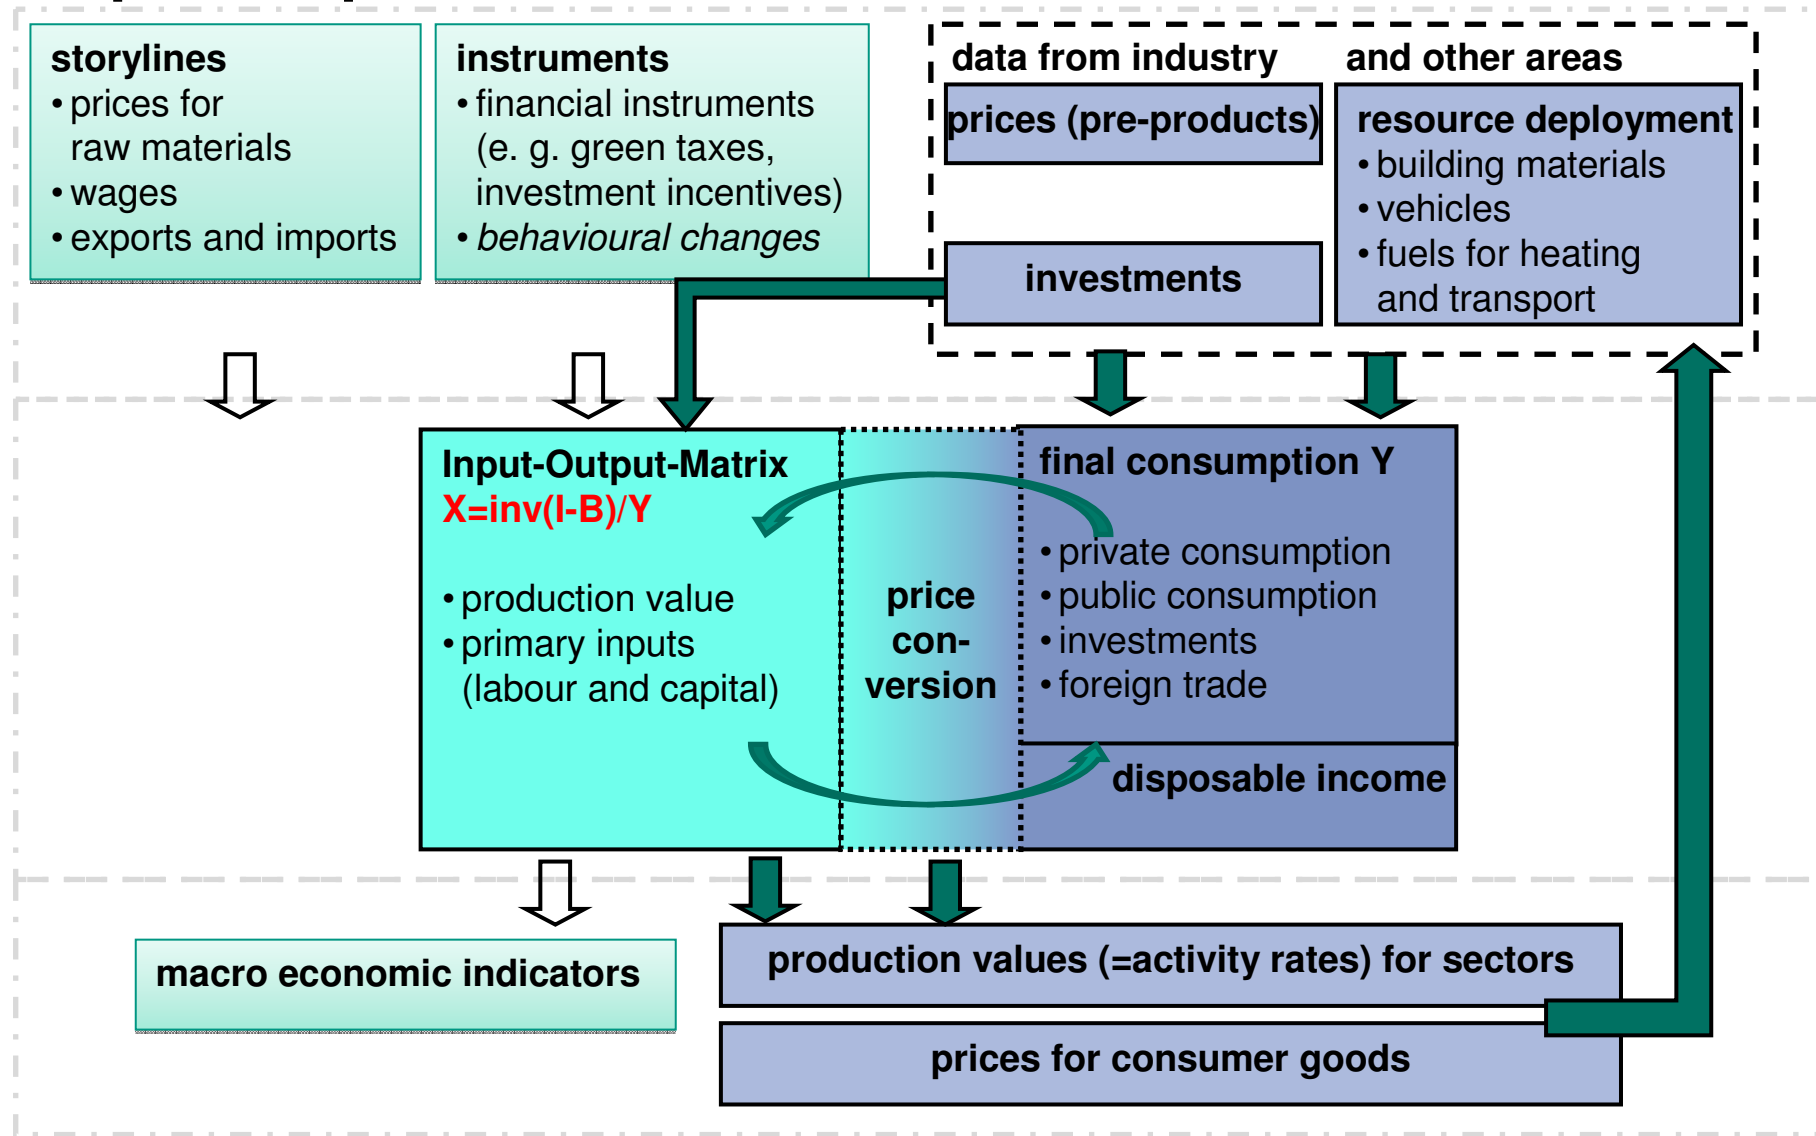 storylines
• prices for
raw materials
• wages
• exports and imports
instruments
• financial instruments
(e. g. green taxes,
investment incentives)
• behavioural changes
data from industry
and other areas
prices (pre-products)
investments
resource deployment
• building materials
• vehicles
• fuels for heating
and transport
Input-Output-Matrix
X=inv(I-B)/Y
• production value
• primary inputs
(labour and capital)
price
con-
version
final consumption Y
• private consumption
• public consumption
• investments
• foreign trade
disposable income
macro economic indicators
production values (=activity rates) for sectors
prices for consumer goods